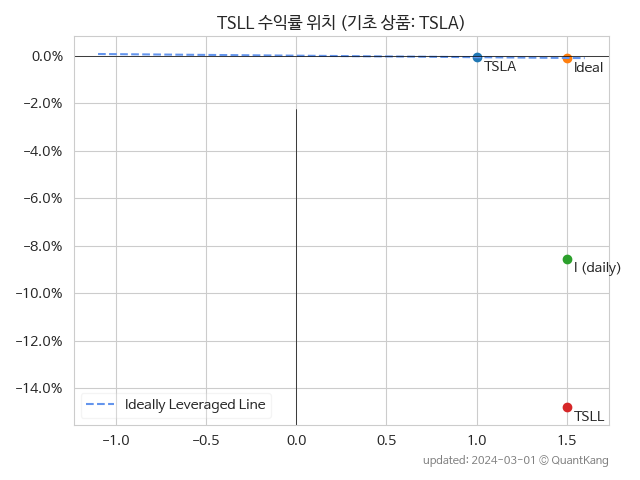 TSLL 수익률 위치 (기초 상품: TSLA)
0.0%
−2.0%
−4.0%
−6.0%
−8.0%
−10.0%
−12.0%
−14.0%
TSLA
Ideal
I (daily)
TSLL
Ideally Leveraged Line
−1.0 −0.5 0.0 0.5 1.0 1.5
updated: 2024-03-01 © QuantKang